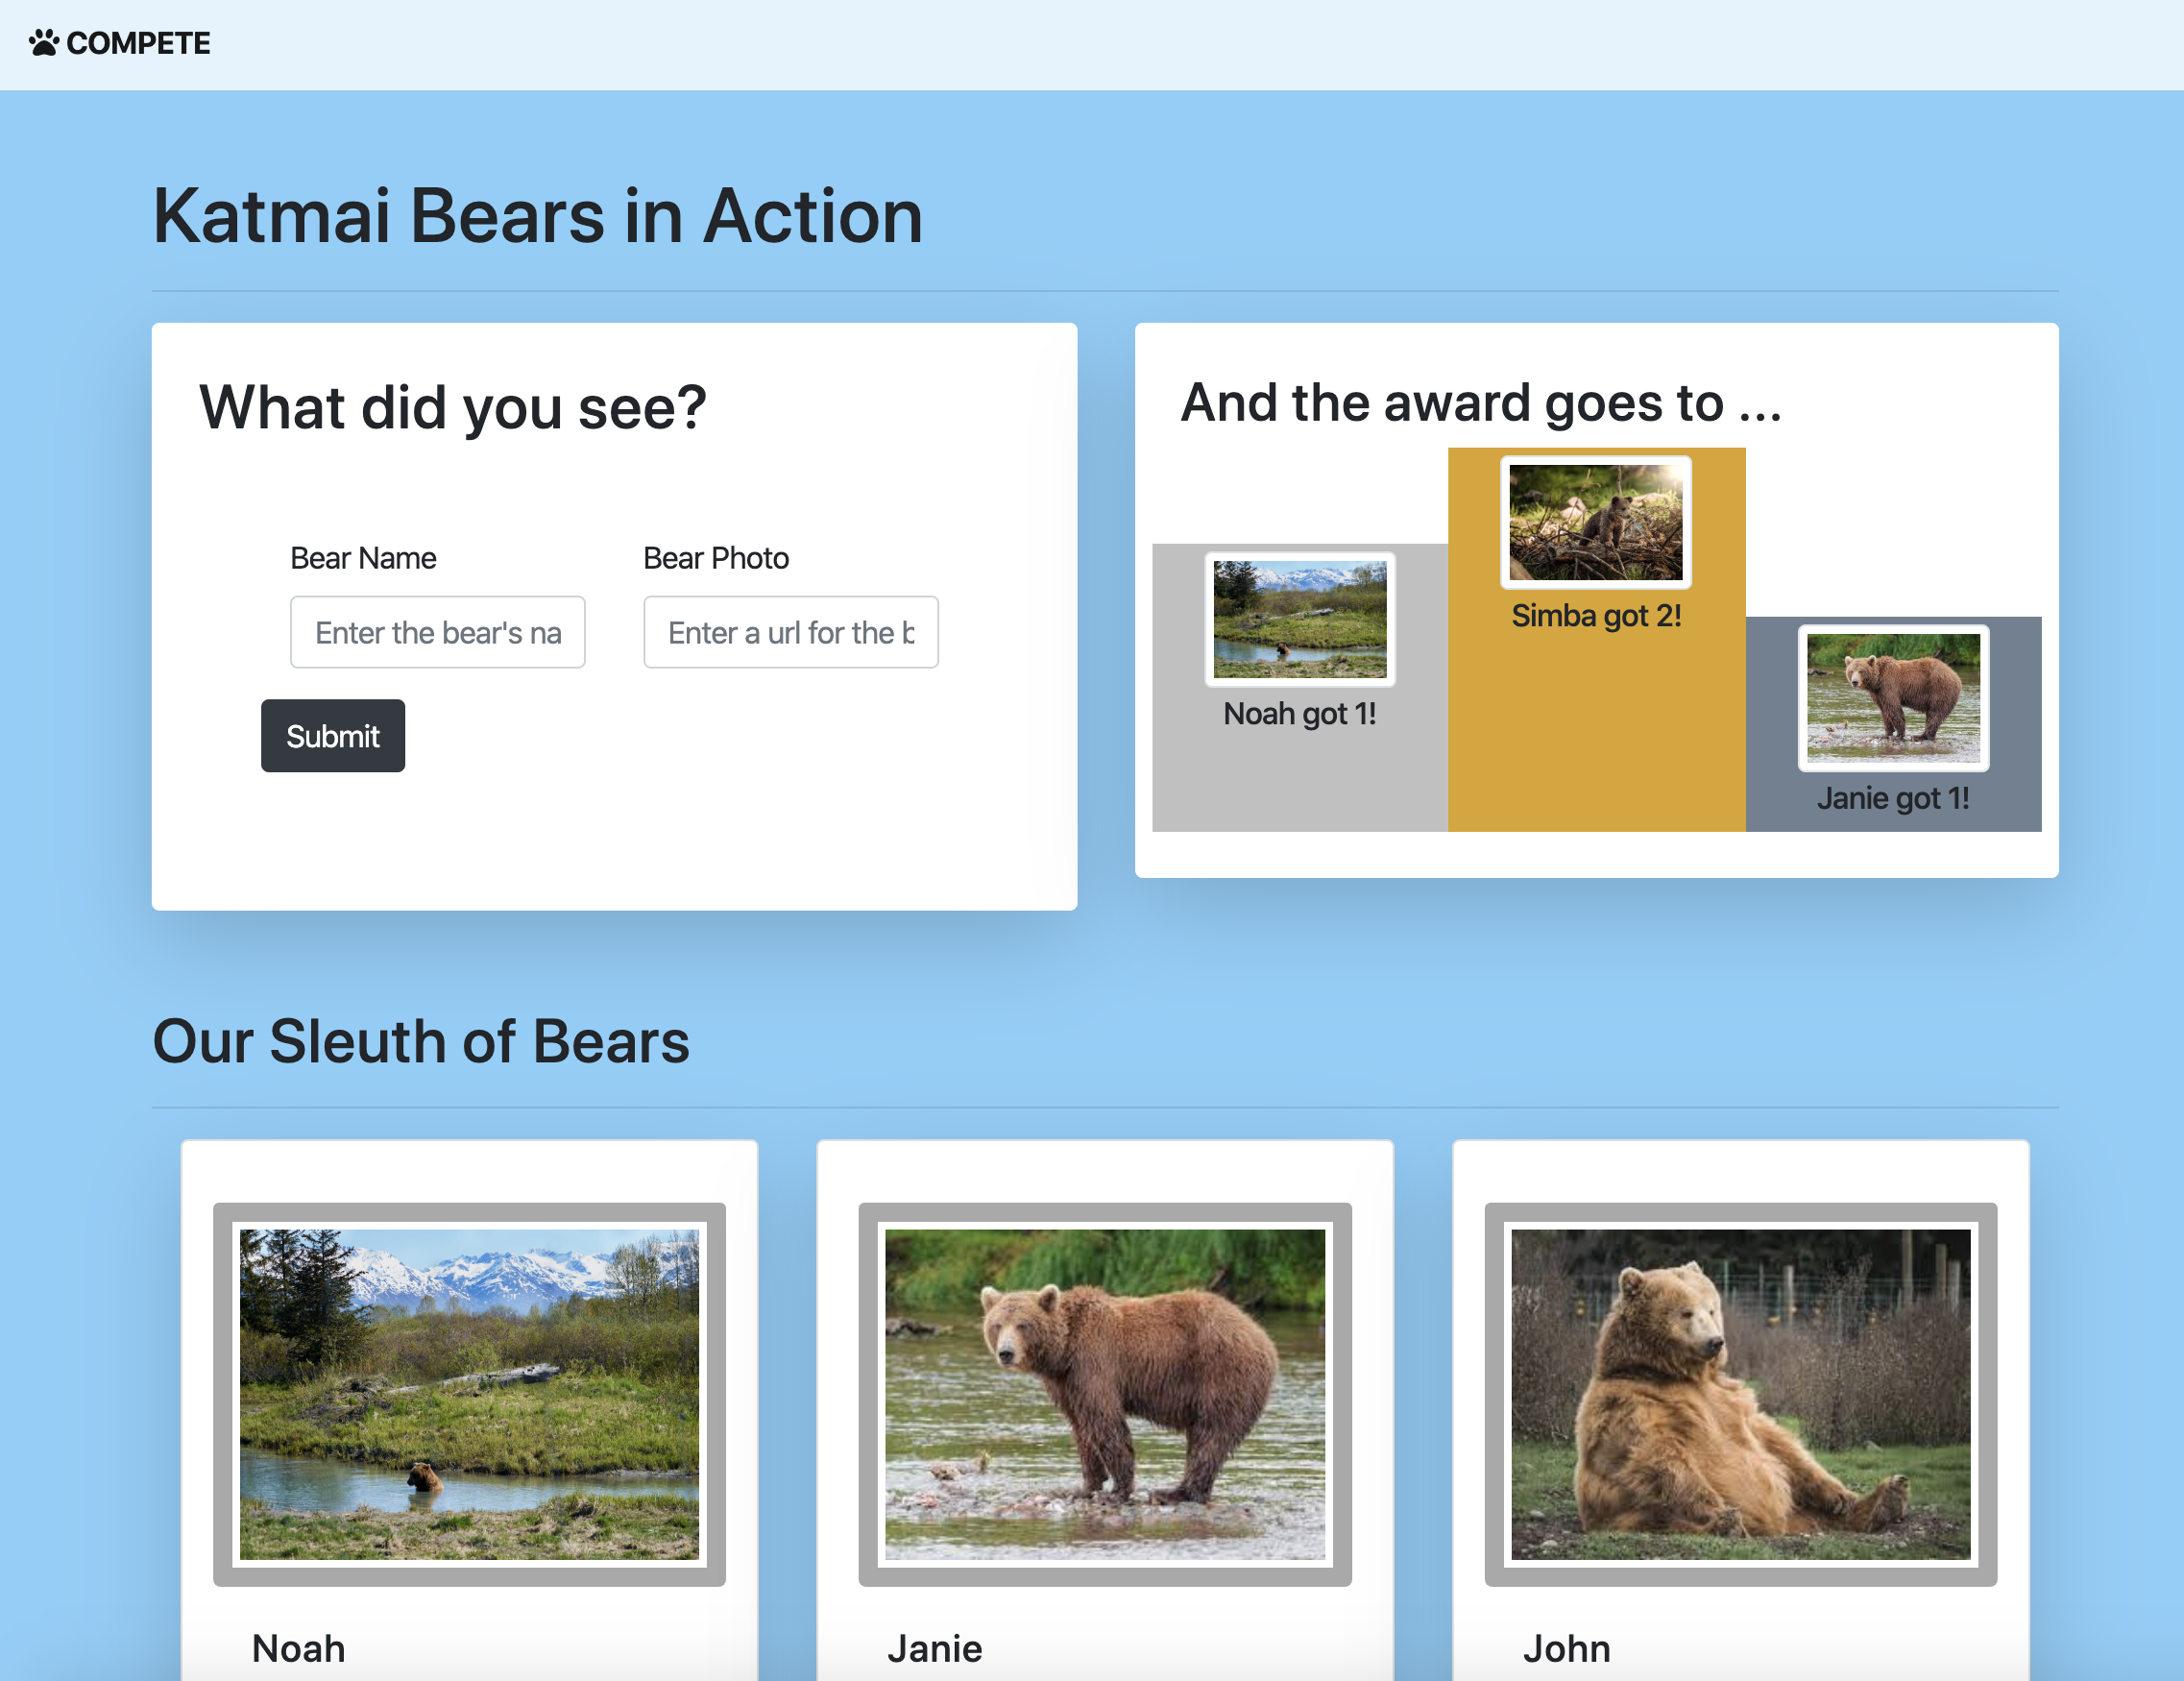 COMPETE
Katmai Bears in Action
What did you see?
Bear Name
Bear Photo
Enter the bear's na
Enter a url for the b
Submit
And the award goes to ...
Simba got 2!
Noah got 1!
Janie got 1!
Our Sleuth of Bears
Noah
Janie
John